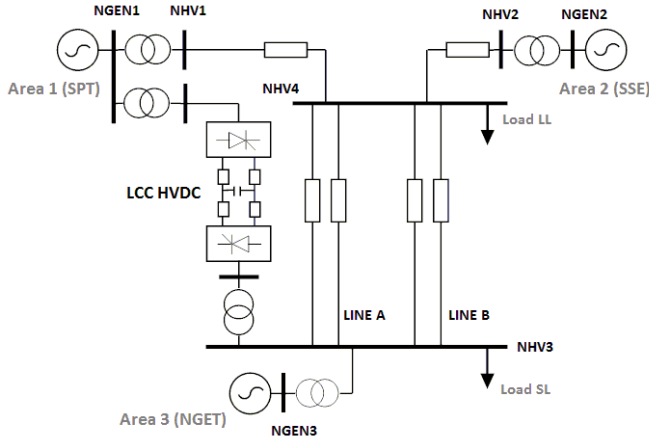 NGEN1
NHV1
NHV2
NGEN2
Area 1 (SPT)
Area 2 (SSE)
NHV4
Load LL
LCC HVDC
LINE A
LINE B
NHV3
Load SL
Area 3 (NGET)
NGEN3